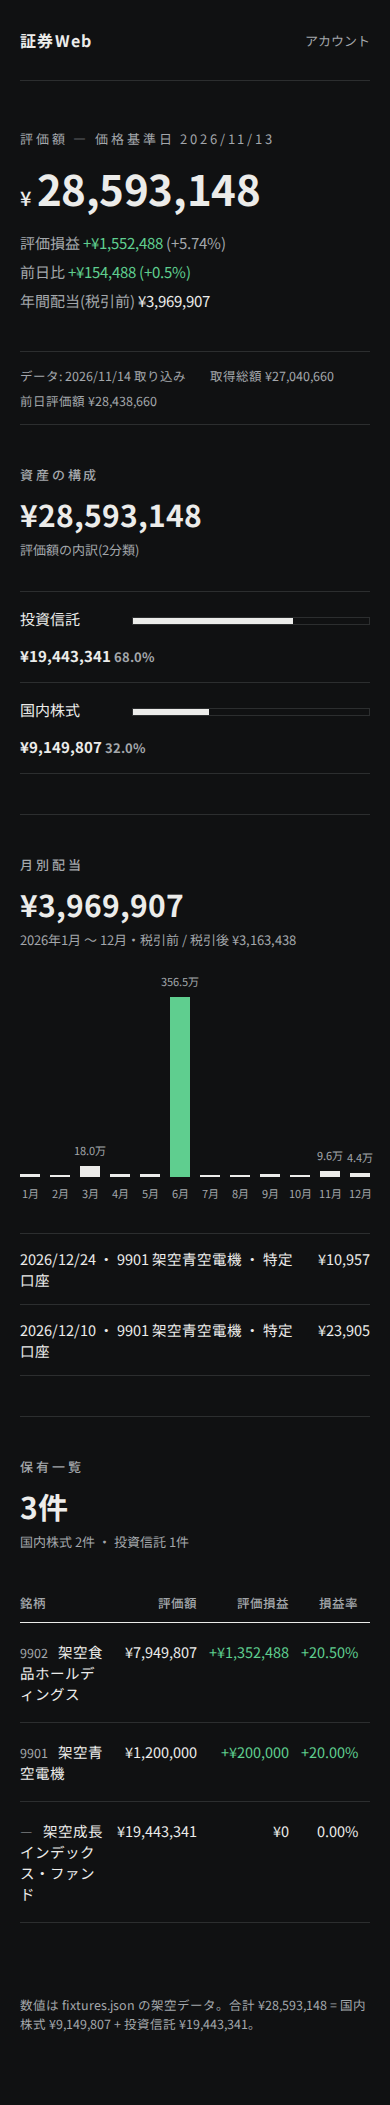 証券Web
アカウント
評価額 — 価格基準日 2026/11/13
¥ 28,593,148
評価損益 +¥1,552,488 (+5.74%)
前日比 +¥154,488 (+0.5%)
年間配当(税引前) ¥3,969,907
データ: 2026/11/14 取り込み 取得総額 ¥27,040,660
前日評価額 ¥28,438,660
資産の構成
¥28,593,148
評価額の内訳(2分類)
投資信託
¥19,443,341 68.0%
国内株式
¥9,149,807 32.0%
月別配当
¥3,969,907
2026年1月 〜 12月・税引前 / 税引後 ¥3,163,438
356.5万
18.0万
9.6万 4.4万
1月 2月 3月 4月 5月 6月 7月 8月 9月 10月 11月 12月
2026/12/24 ・ 9901 架空青空電機 ・ 特定 ¥10,957
口座
2026/12/10 ・ 9901 架空青空電機 ・ 特定 ¥23,905
口座
保有一覧
3件
国内株式 2件 ・ 投資信託 1件
銘柄 評価額 評価損益 損益率
9902 架空食 ¥7,949,807 +¥1,352,488 +20.50%
品ホールデ
ィングス
9901 架空青 ¥1,200,000 +¥200,000 +20.00%
空電機
— 架空成長 ¥19,443,341 ¥0 0.00%
インデック
ス・ファン
ド
数値は fixtures.json の架空データ。合計 ¥28,593,148 = 国内
株式 ¥9,149,807 + 投資信託 ¥19,443,341。